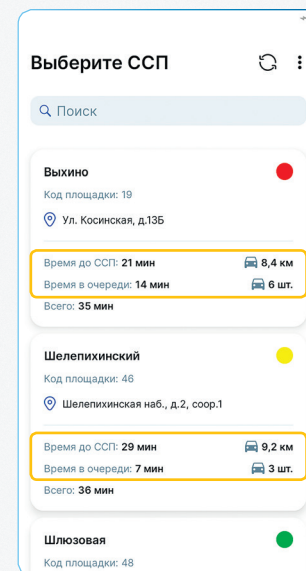 Выберите ССП
Поиск
Выхино
Код площадки: 19
Ул. Косинская, д.13Б
Время до ССП: 21 мин 8,4 км
Время в очереди: 14 мин 6 шт.
Всего: 35 мин
Шелепихинский
Код площадки: 46
Шелепихинская наб., д.2, соор.1
Время до ССП: 29 мин 9,2 км
Время в очереди: 7 мин 3 шт.
Всего: 36 мин
Шлюзовая
Код площадки: 48